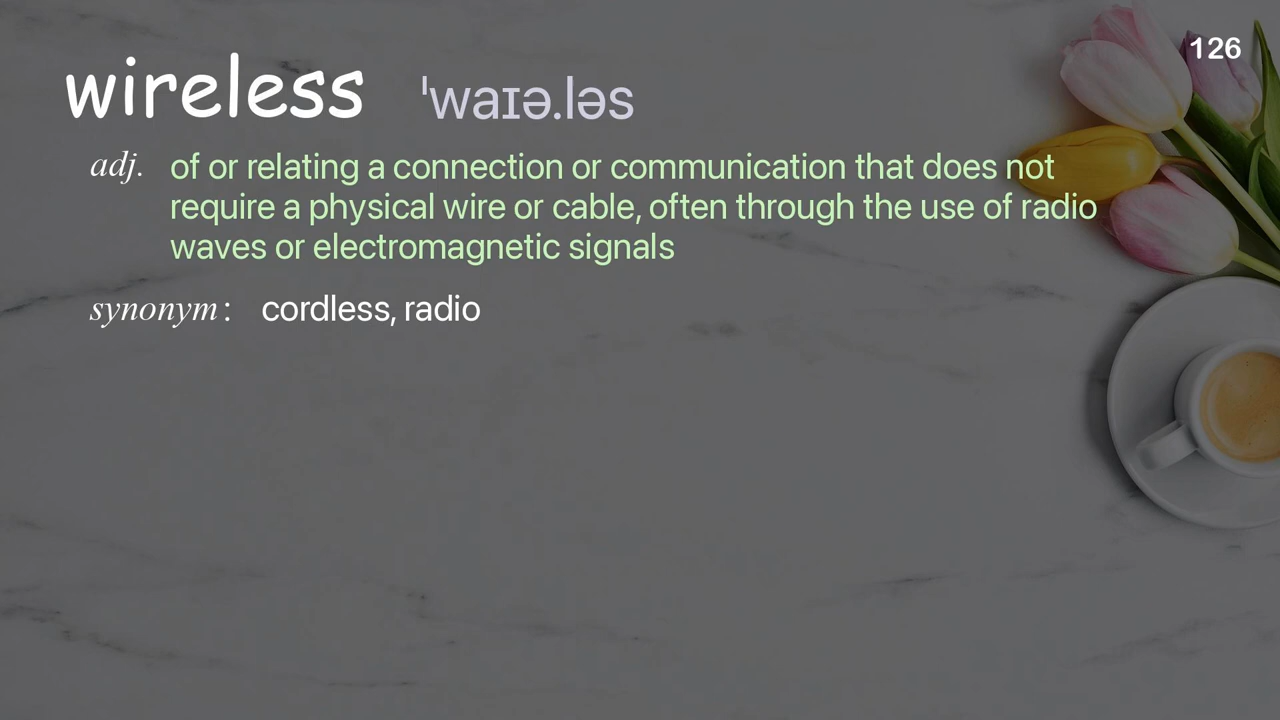 126
wireless ˈwaɪə.ləs
adj. of or relating a connection or communication that does not
require a physical wire or cable, often through the use of radio
waves or electromagnetic signals
synonym: cordless, radio